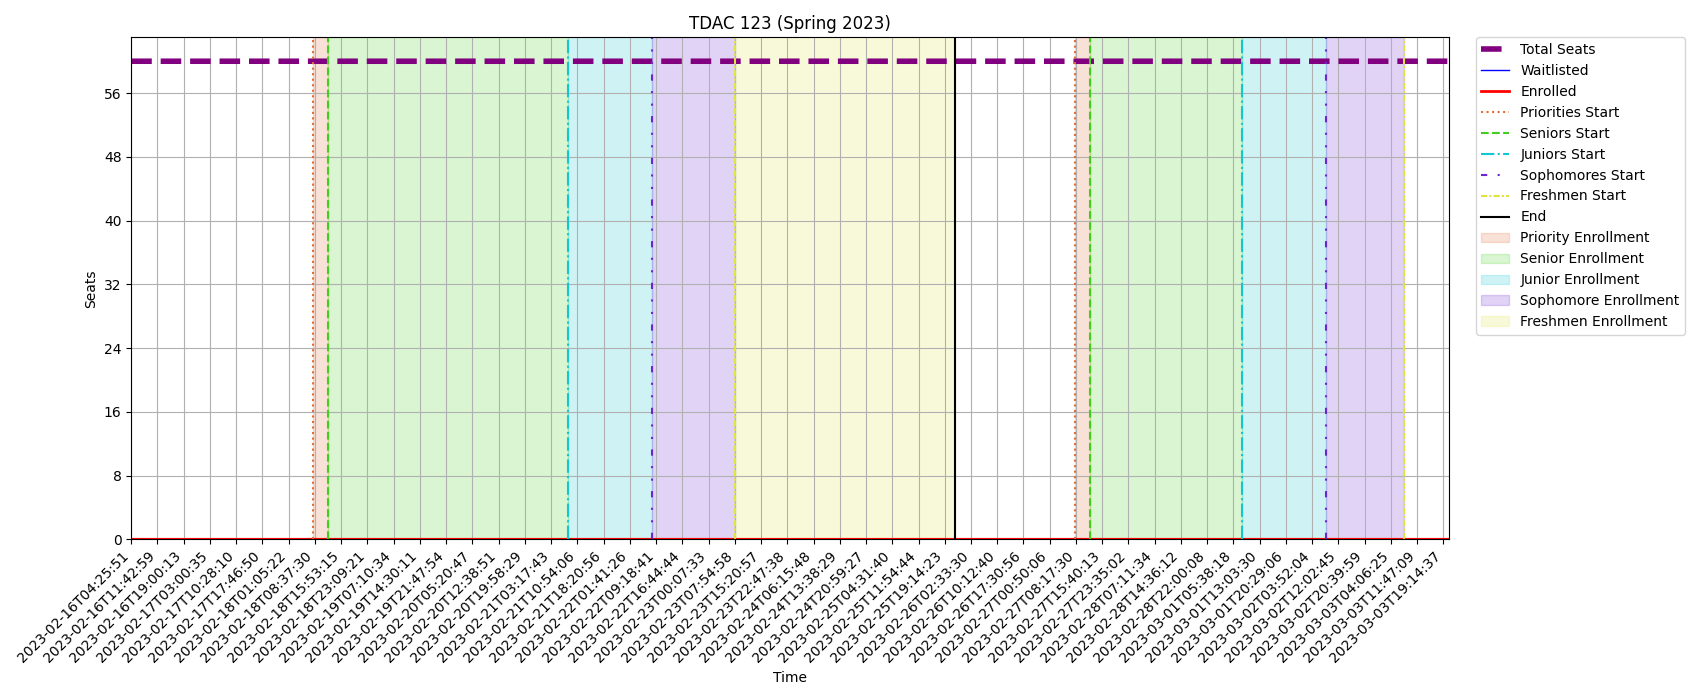 TDAC 123 (Spring 2023)
Seats
56
48
40
32
24
16
8
0
2023-02-16T04:25:51
2023-02-16T11:42:59
2023-02-16T19:00:13
2023-02-17T03:00:35
2023-02-17T10:28:10
2023-02-17T17:46:50
2023-02-18T01:05:22
2023-02-18T08:37:30
2023-02-18T15:53:15
2023-02-18T23:09:21
2023-02-19T07:10:34
2023-02-19T14:30:11
2023-02-19T21:47:54
2023-02-20T05:20:47
2023-02-20T12:38:51
2023-02-20T19:58:29
2023-02-21T03:17:43
2023-02-21T10:54:06
2023-02-21T18:20:56
2023-02-22T01:41:26
2023-02-22T09:18:41
2023-02-22T16:44:44
2023-02-23T00:07:33
2023-02-23T07:54:58
2023-02-23T15:20:57
2023-02-23T22:47:38
2023-02-24T06:15:48
2023-02-24T13:38:29
2023-02-24T20:59:27
2023-02-25T04:31:40
2023-02-25T11:54:44
2023-02-25T19:14:23
2023-02-26T02:33:30
2023-02-26T10:12:40
2023-02-26T17:30:56
2023-02-27T00:50:06
2023-02-27T08:17:30
2023-02-27T15:40:13
2023-02-27T23:35:02
2023-02-28T07:11:34
2023-02-28T14:36:12
2023-02-28T22:00:08
2023-03-01T05:38:18
2023-03-01T13:03:30
2023-03-01T20:29:06
2023-03-02T03:52:04
2023-03-02T12:02:45
2023-03-02T20:39:59
2023-03-03T04:06:25
2023-03-03T11:47:09
2023-03-03T19:14:37
Time
Total Seats
Waitlisted
Enrolled
Priorities Start
Seniors Start
Juniors Start
Sophomores Start
Freshmen Start
End
Priority Enrollment
Senior Enrollment
Junior Enrollment
Sophomore Enrollment
Freshmen Enrollment